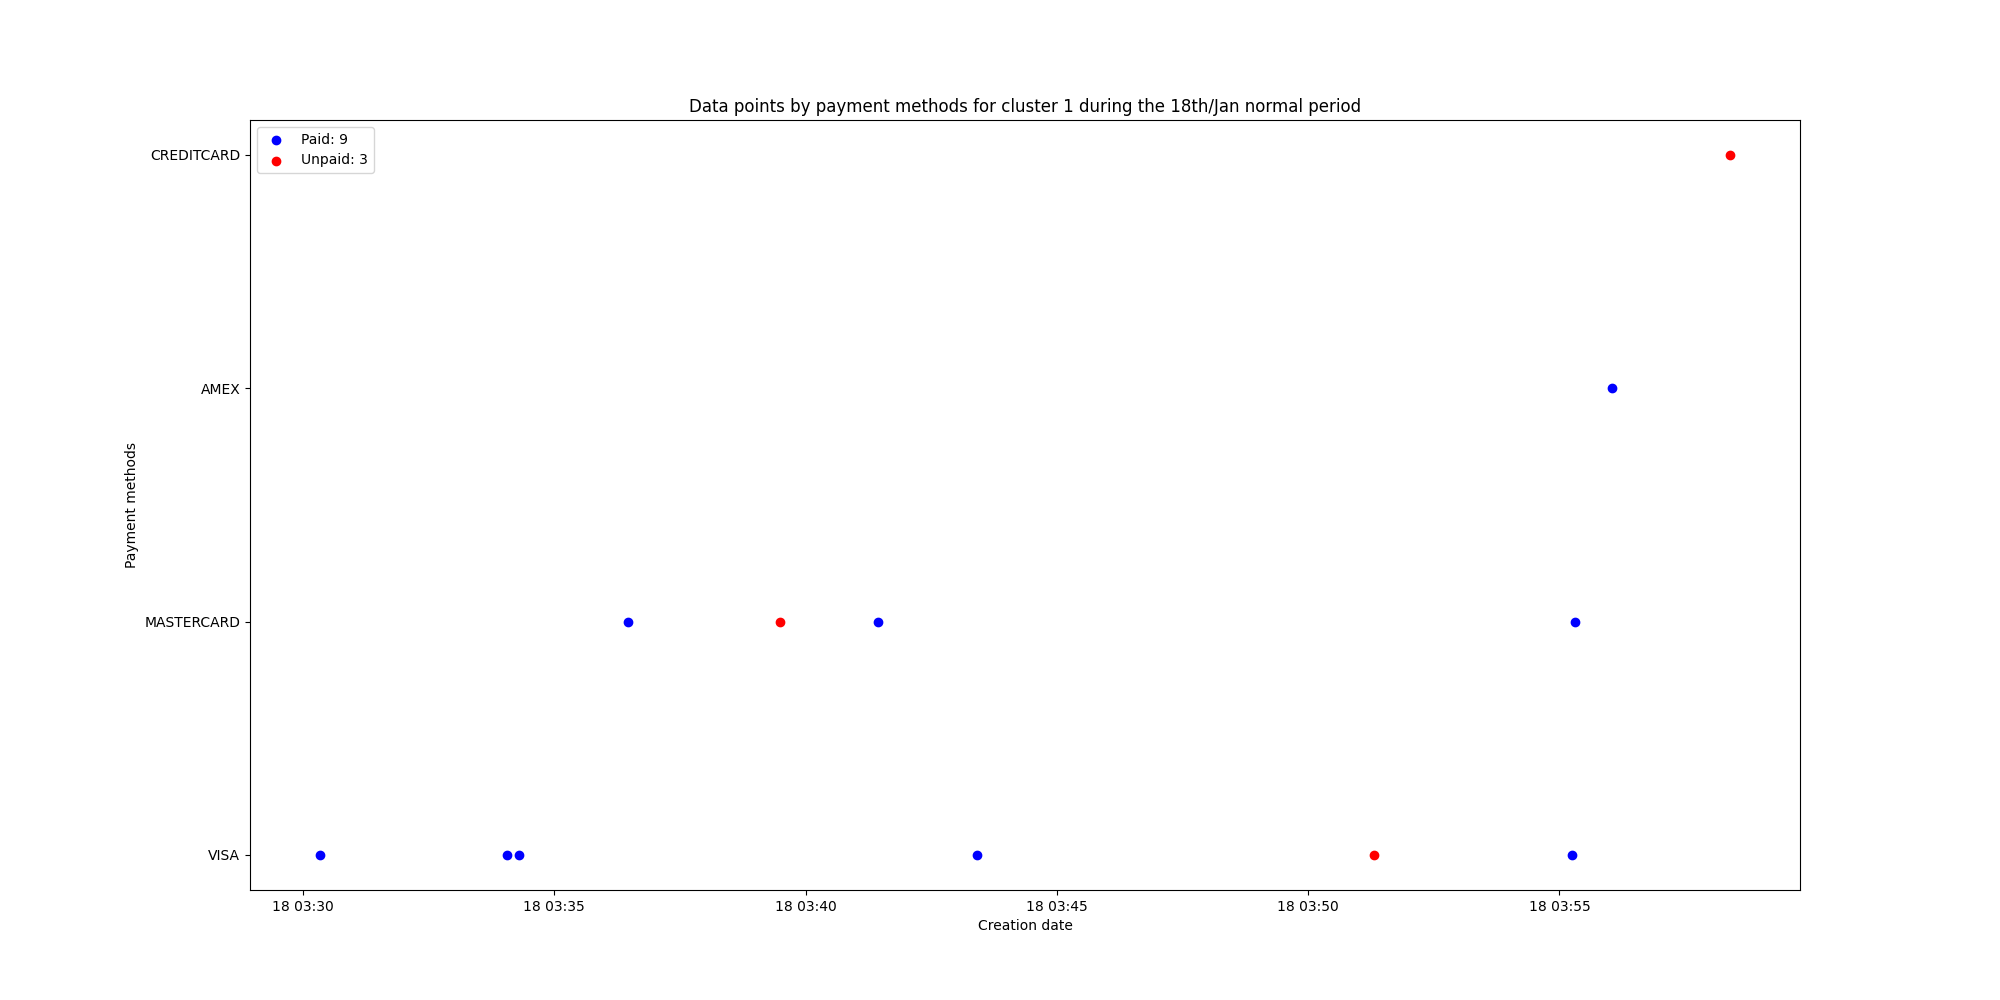 Data points by payment methods for cluster 1 during the 18th/Jan normal period
Paid: 9
Unpaid: 3
CREDITCARD
AMEX
MASTERCARD
VISA
Payment methods
18 03:30
18 03:35
18 03:40
18 03:45
18 03:50
18 03:55
Creation date